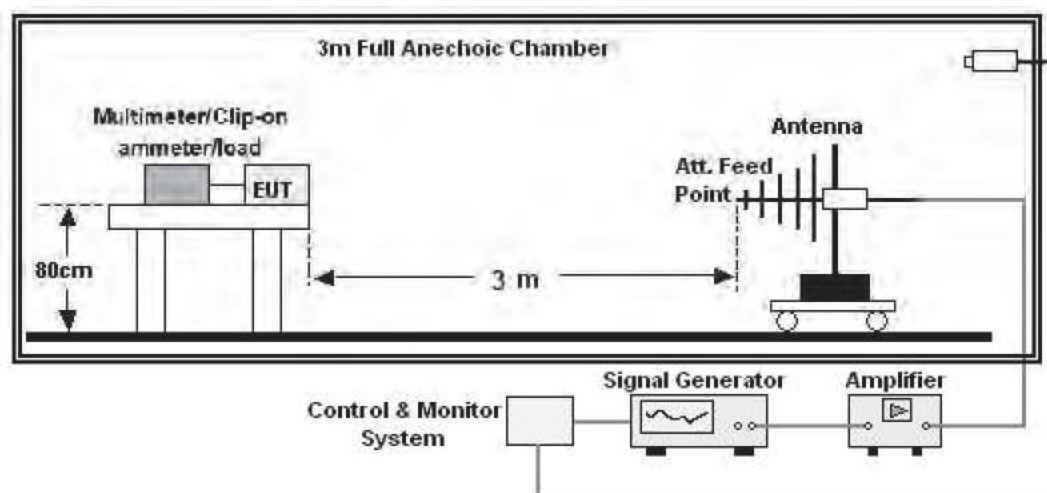 3m Full Anechoic Chamber
Multimeter/Clip-on
ammeter/load
EUT
Antenna
Att. Feed
Point
80cm
3 m
Signal Generator
Amplifier
Control & Monitor
System